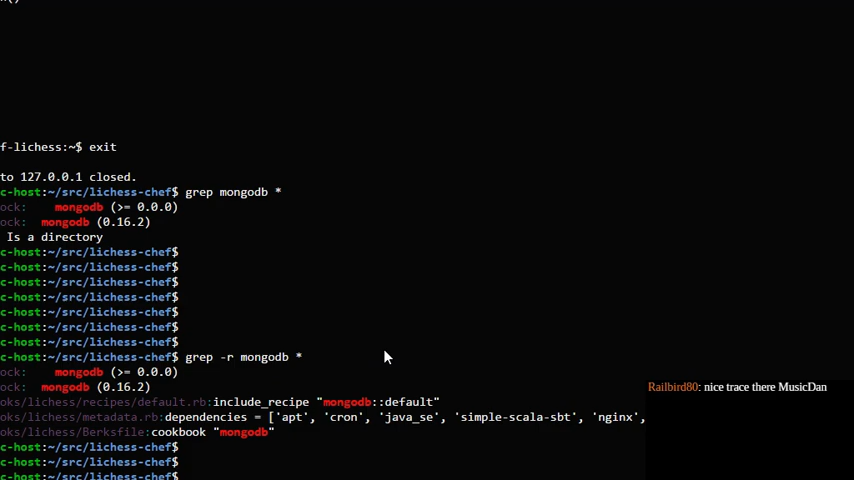 f-lichess:~$ exit
to 127.0.0.1 closed.
c-host:~/src/lichess-chef$ grep mongodb *
ock:    mongodb (>= 0.0.0)
ock:  mongodb (0.16.2)
Is a directory
c-host:~/src/lichess-chef$
c-host:~/src/lichess-chef$
c-host:~/src/lichess-chef$
c-host:~/src/lichess-chef$
c-host:~/src/lichess-chef$
c-host:~/src/lichess-chef$
c-host:~/src/lichess-chef$
c-host:~/src/lichess-chef$ grep -r mongodb *
ock:    mongodb (>= 0.0.0)
ock:  mongodb (0.16.2)
Railbird80: nice trace there MusicDan
oks/lichess/recipes/default.rb:include_recipe "mongodb::default"
oks/lichess/metadata.rb:dependencies = ['apt', 'cron', 'java_se', 'simple-scala-sbt', 'nginx',
oks/lichess/Berksfile:cookbook "mongodb"
c-host:~/src/lichess-chef$
c-host:~/src/lichess-chef$
c-host:~/src/lichess-chef$